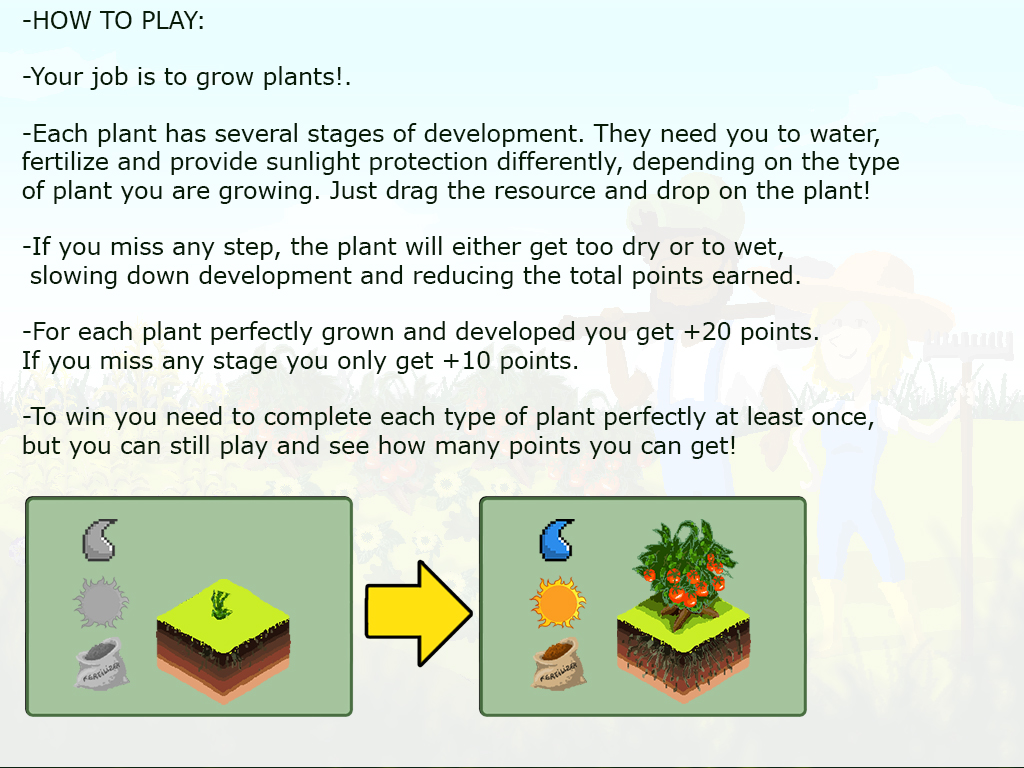 -HOW TO PLAY:
-Your job is to grow plants!.
-Each plant has several stages of development. They need you to water,
fertilize and provide sunlight protection differently, depending on the type
of plant you are growing. Just drag the resource and drop on the plant!
-If you miss any step, the plant will either get too dry or to wet,
slowing down development and reducing the total points earned.
-For each plant perfectly grown and developed you get +20 points.
If you miss any stage you only get +10 points.
-To win you need to complete each type of plant perfectly at least once,
but you can still play and see how many points you can get!
FERTILIZER
FERTILIZER